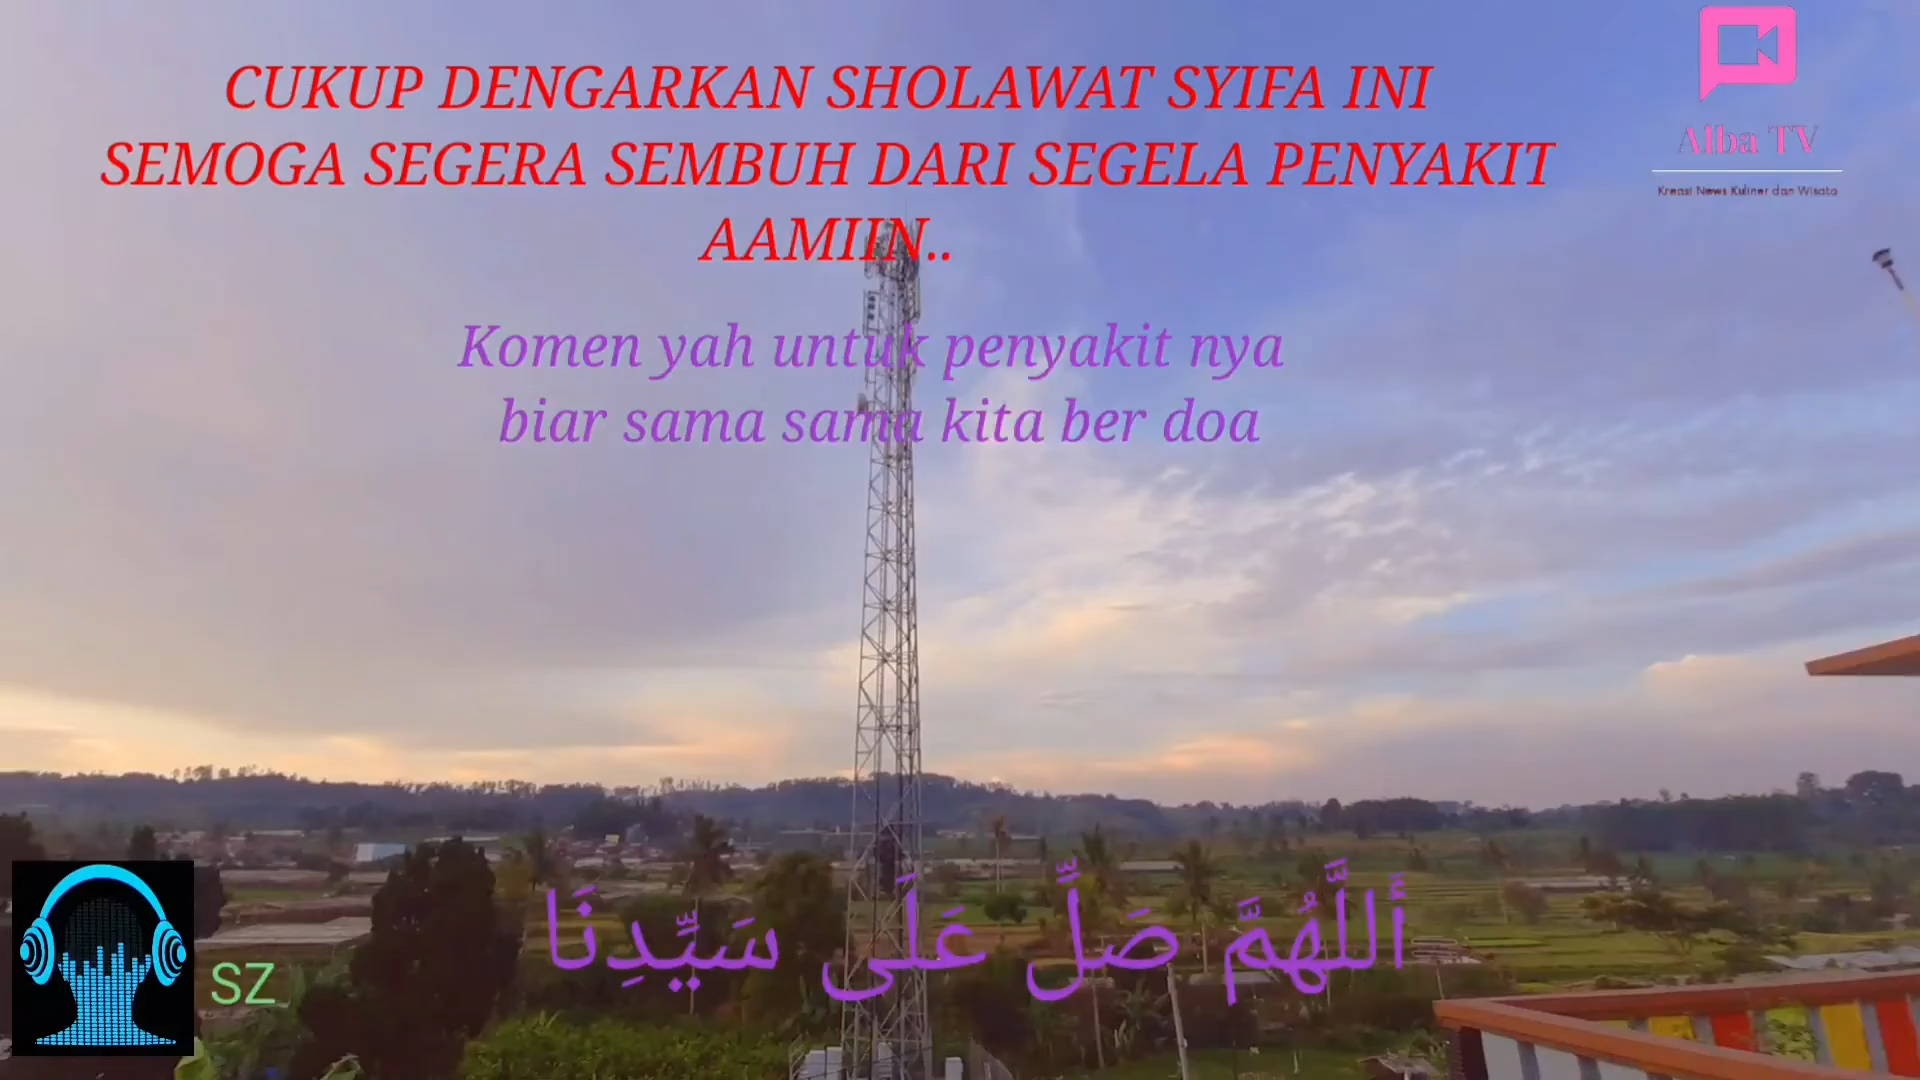 CUKUP DENGARKAN SHOLAWAT SYIFA INI
SEMOGA SEGERA SEMBUH DARI SEGELA PENYAKIT
AAMIIN..
Alba TV
Kreasi News Kuliner dan Wisata
Komen yah untuk penyakit nya
biar sama sama kita ber doa
أَللَّهُمَّ صَلِّ عَلَى سَيِّدِنَا
SZ